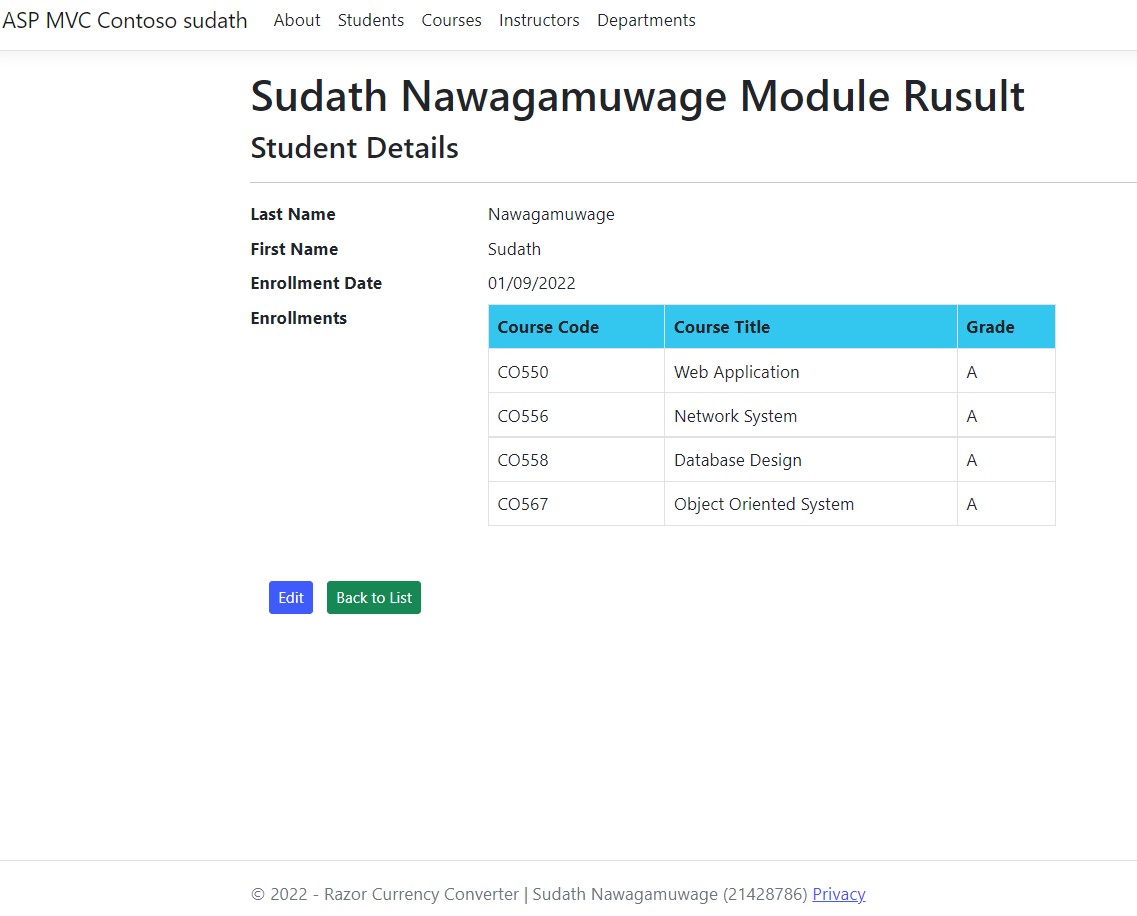 ASP MVC Contoso sudath About Students Courses Instructors Departments
Sudath Nawagamuwage Module Rusult
Student Details
Last Name Nawagamuwage
First Name Sudath
Enrollment Date 01/09/2022
Enrollments
Course Code Course Title Grade
CO550 Web Application A
CO556 Network System A
CO558 Database Design A
CO567 Object Oriented System A
Edit Back to List
© 2022 - Razor Currency Converter | Sudath Nawagamuwage (21428786) Privacy